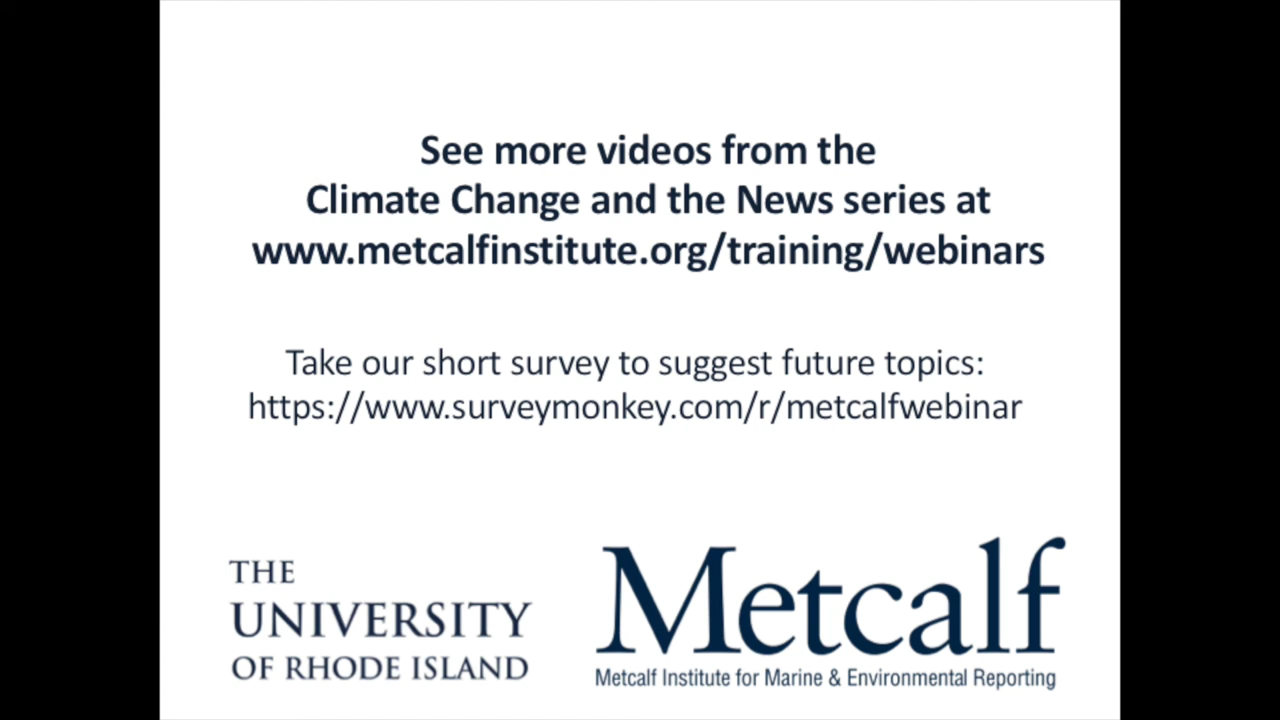 See more videos from the
Climate Change and the News series at
www.metcalfinstitute.org/training/webinars
Take our short survey to suggest future topics:
https://www.surveymonkey.com/r/metcalfwebinar
THE
UNIVERSITY
OF RHODE ISLAND
Metcalf
Metcalf Institute for Marine & Environmental Reporting